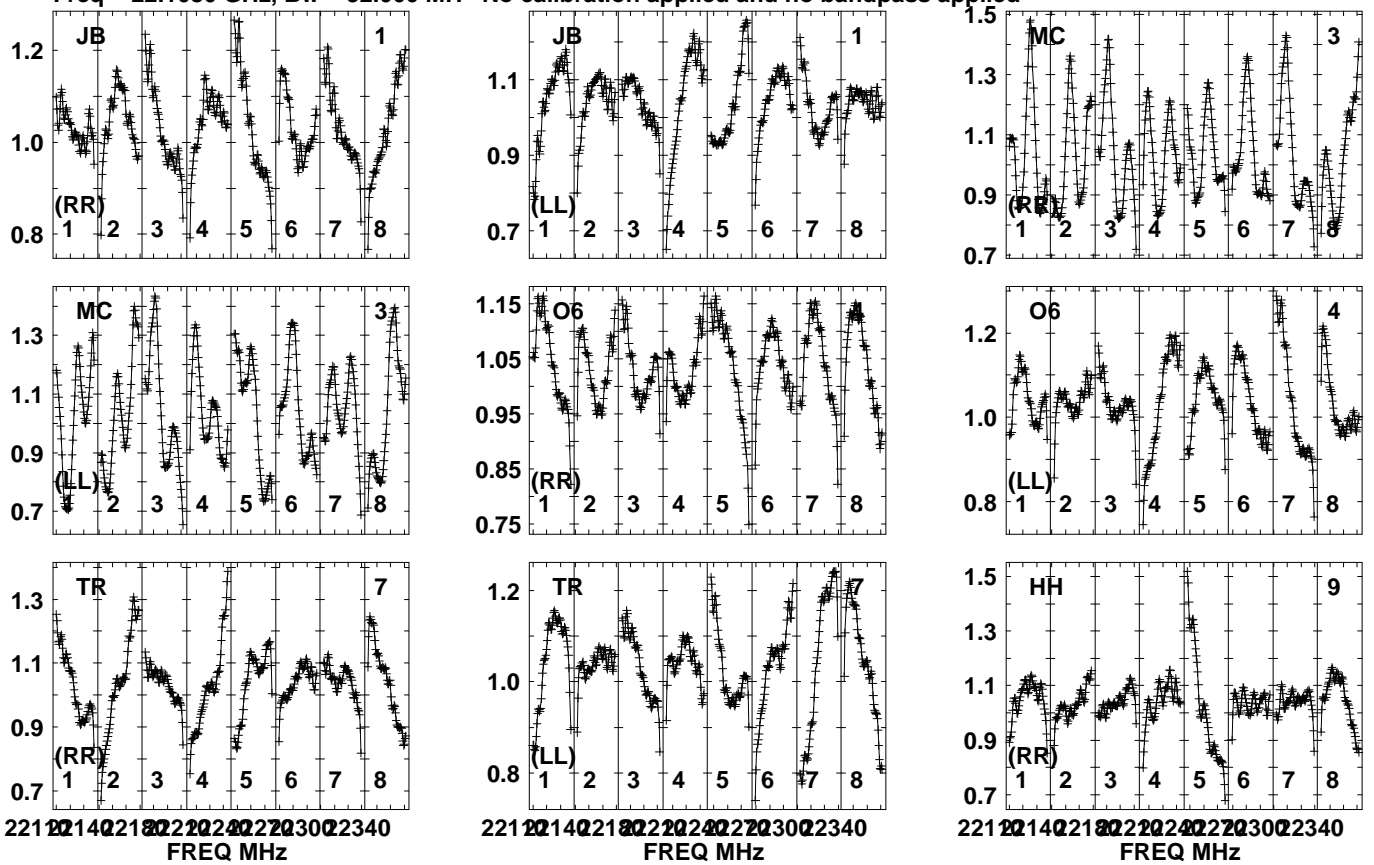 No calibration applied and no bandpass applied
JB 1
1.2
1.0
0.8
(RR)
1 2 3 4 5 6 7 8
JB 1
1.1
0.9
0.7
(LL)
1 2 3 4 5 6 7 8
MC 3
1.5
1.3
1.1
0.9
0.7
(RR)
1 2 3 4 5 6 7 8
MC 3
1.3
1.1
0.9
0.7
(LL)
1 2 3 4 5 6 7 8
O6 4
1.15
1.05
0.95
0.85
0.75
(RR)
1 2 3 4 5 6 7 8
O6 4
1.2
1.0
0.8
(LL)
1 2 3 4 5 6 7 8
TR 7
1.3
1.1
0.9
0.7
(RR)
1 2 3 4 5 6 7 8
TR 7
1.2
1.0
0.8
(LL)
1 2 3 4 5 6 7 8
HH 9
1.5
1.3
1.1
0.9
0.7
(RR)
1 2 3 4 5 6 7 8
22340
FREQ MHz
22340
FREQ MHz
22340
FREQ MHz